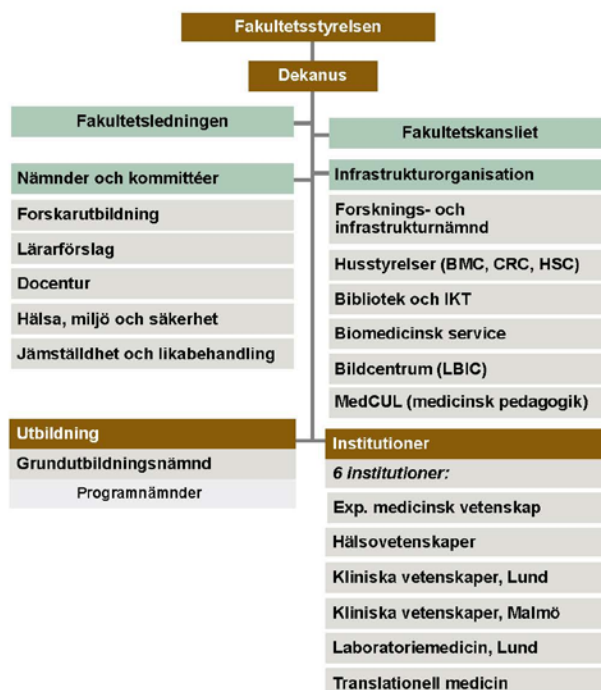 Fakultetsstyrelsen
Dekanus
Fakultetsledningen
Fakultetskansliet
Nämnder och kommittéer
Forskarutbildning
Lärarförslag
Docentur
Hälsa, miljö och säkerhet
Jämställdhet och likabehandling
Infrastrukturorganisation
Forsknings- och
infrastrukturnämnd
Husstyrelser (BMC, CRC, HSC)
Bibliotek och IKT
Biomedicinsk service
Bildcentrum (LBIC)
MedCUL (medicinsk pedagogik)
Utbildning
Grundutbildningsnämnd
Programnämnder
Institutioner
6 institutioner:
Exp. medicinsk vetenskap
Hälsovetenskaper
Kliniska vetenskaper, Lund
Kliniska vetenskaper, Malmö
Laboratoriemedicin, Lund
Translationell medicin